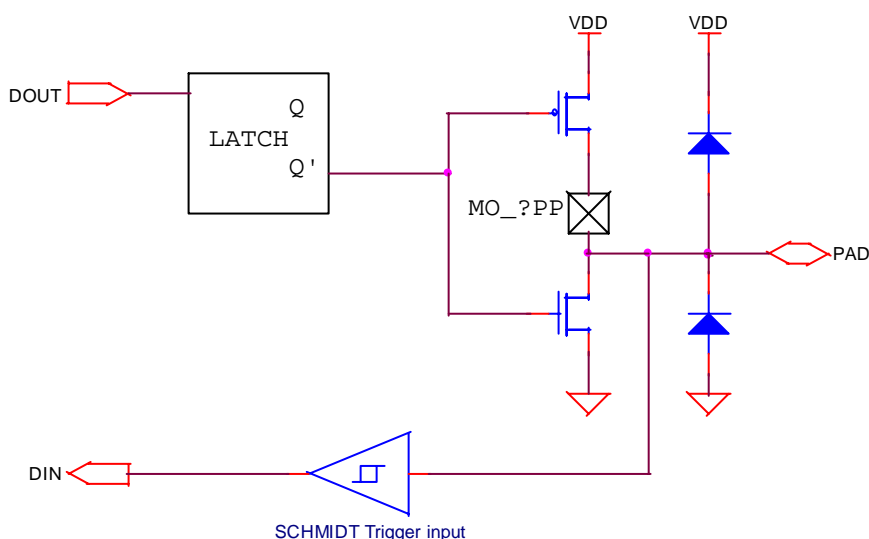 VDD
VDD
DOUT
Q
LATCH
Q'
MO_?PP
PAD
DIN
SCHMIDT Trigger input